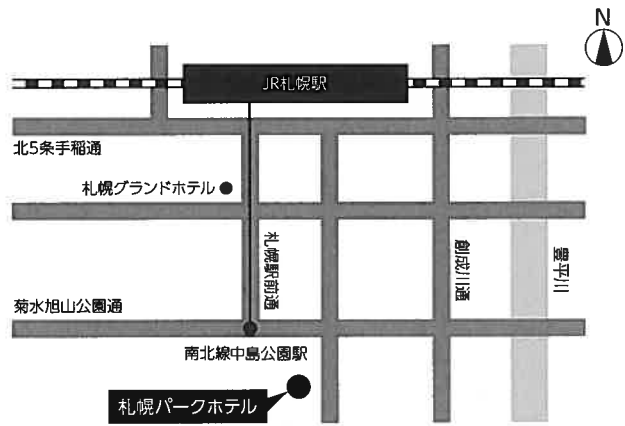 N
JR札幌駅
北5条手稲通
札幌グランドホテル
札幌駅前通
創成川通
豊平川
菊水旭山公園通
南北線中島公園駅
札幌パークホテル